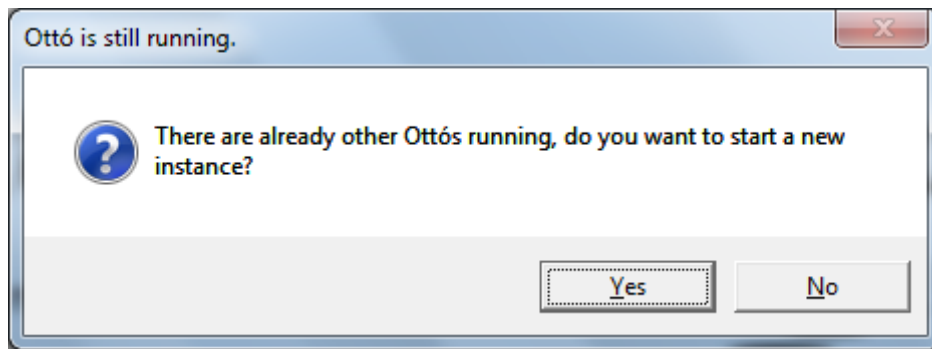 Ottó is still running.
There are already other Ottós running, do you want to start a new
instance?
Yes
No